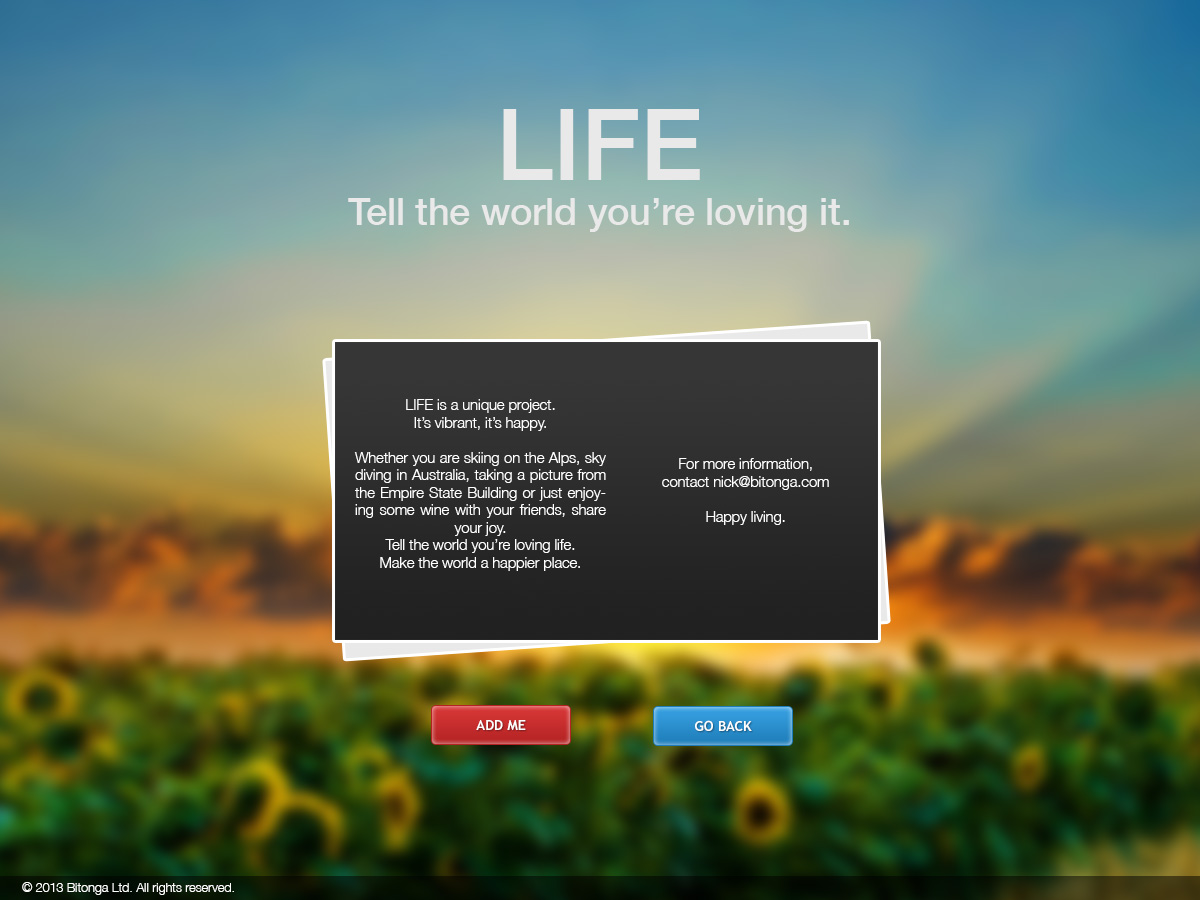 LIFE
Tell the world you’re loving it.
LIFE is a unique project.
It’s vibrant, it’s happy.
Whether you are skiing on the Alps, sky
diving in Australia, taking a picture from
the Empire State Building or just enjoy-
ing some wine with your friends, share
your joy.
Tell the world you’re loving life.
Make the world a happier place.
For more information,
contact nick@bitonga.com
Happy living.
ADD ME
GO BACK
© 2013 Bitonga Ltd. All rights reserved.